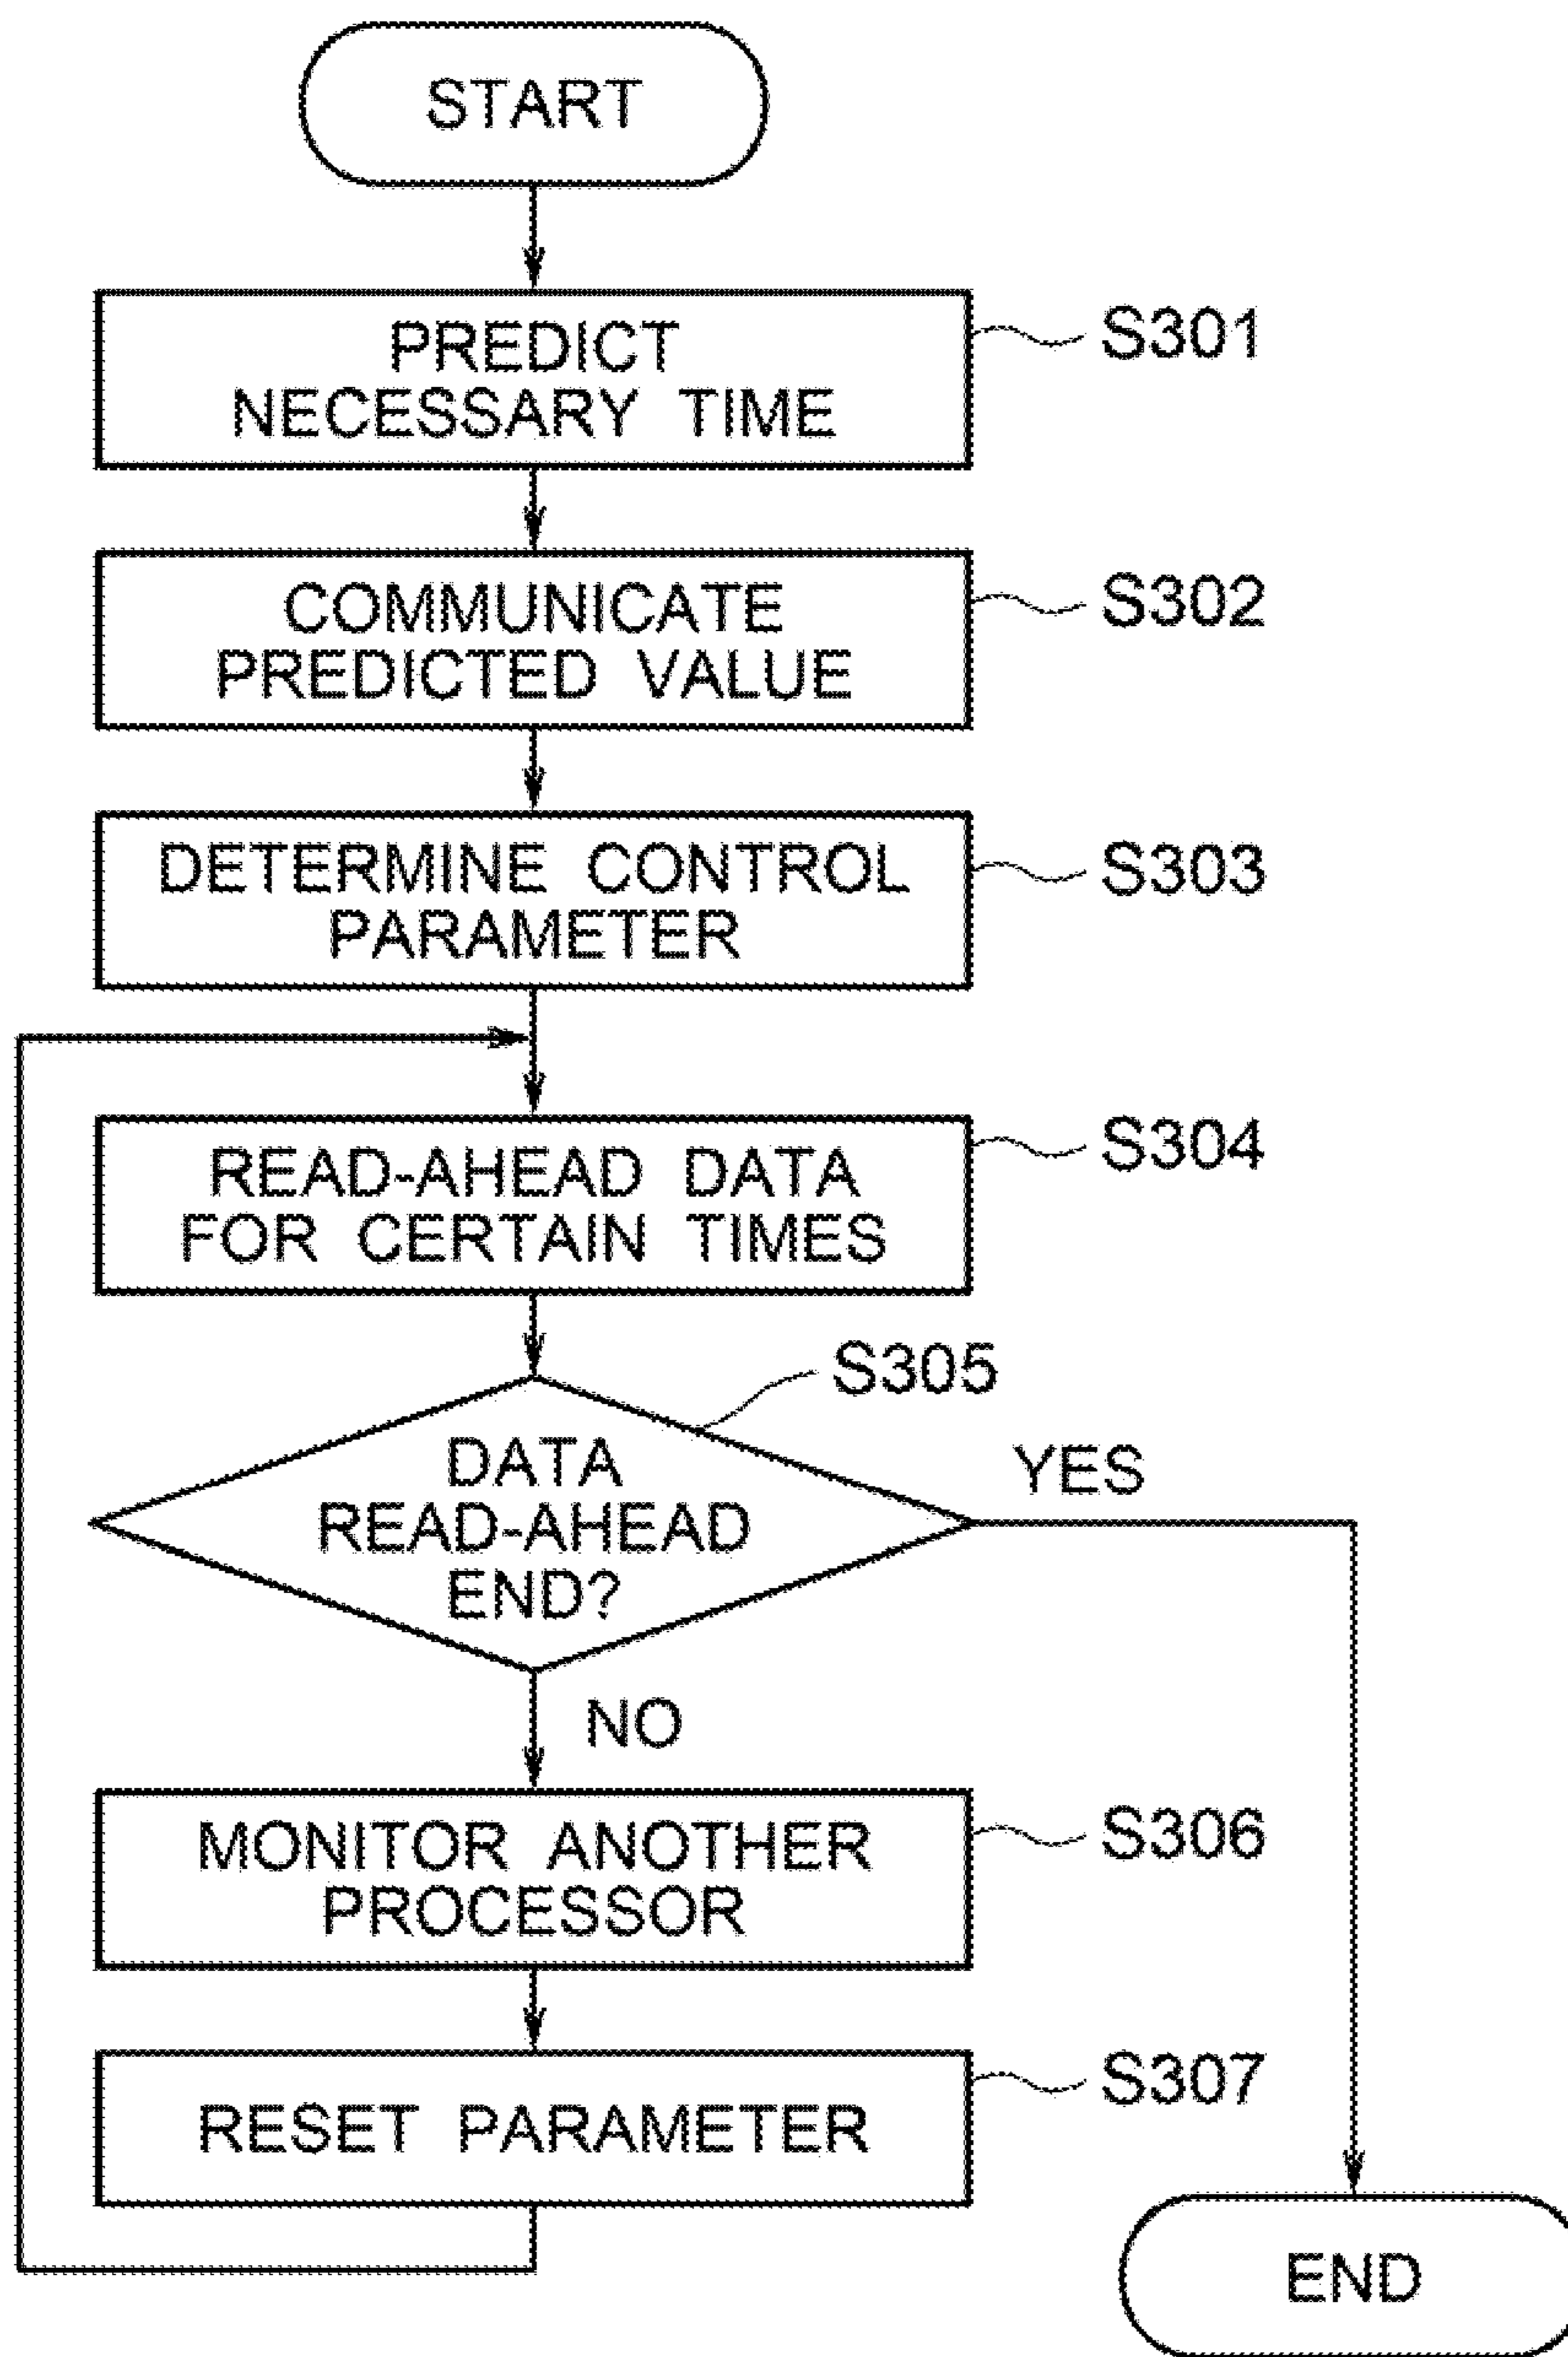 START
PREDICT
NECESSARY TIME
S301
COMMUNICATE
PREDICTED VALUE
S302
DETERMINE CONTROL
PARAMETER
S303
READ-AHEAD DATA
FOR CERTAIN TIMES
S304
S305
DATA
READ-AHEAD
END?
YES
NO
MONITOR ANOTHER
PROCESSOR
S306
RESET PARAMETER
S307
END